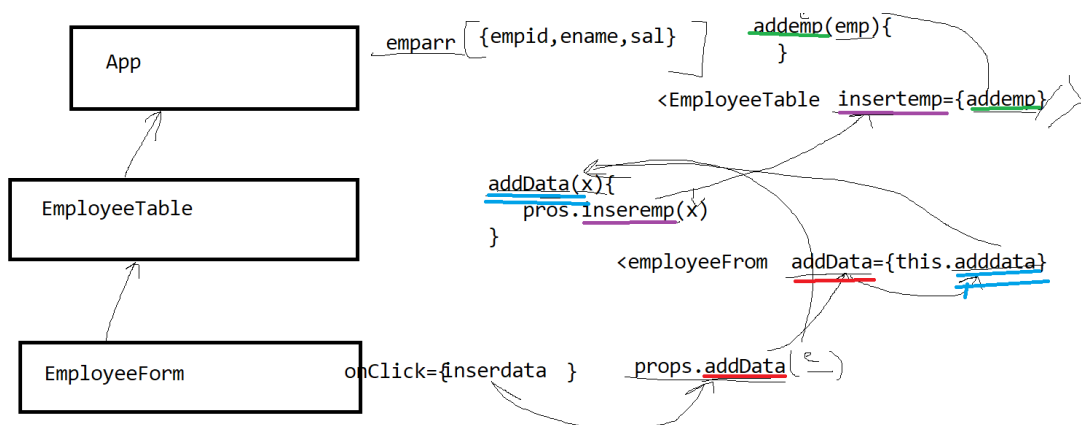 App
emparr [{empid,ename,sal}]
addemp(emp){
}
<EmployeeTable insertemp={addemp}
EmployeeTable
addData(x){
pros.inseremp(x)
}
<employeeFrom addData={this.adddata}
EmployeeForm
onClick={inserdata }
props.addData(e)